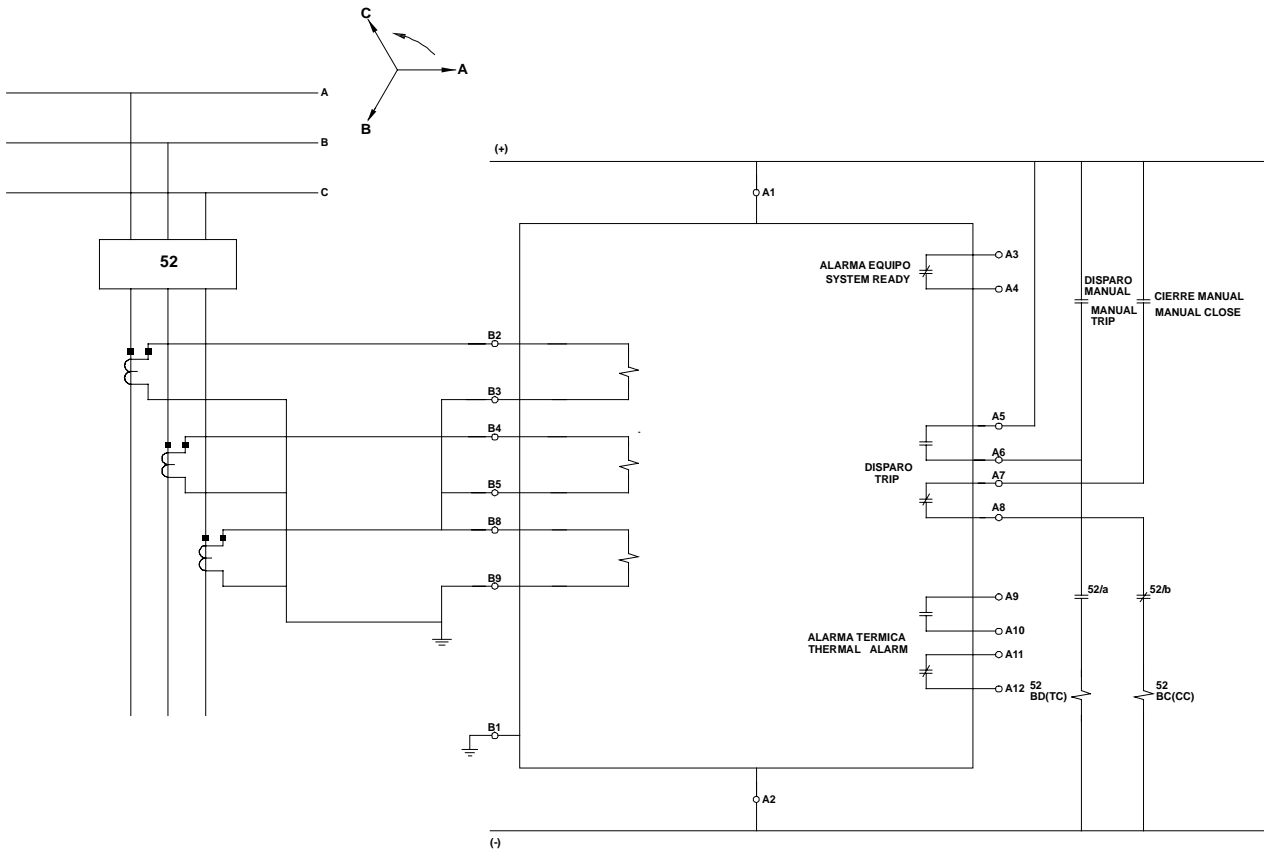 C
A
B
A
B
C
52
(+)
A1
ALARMA EQUIPO
SYSTEM READY
A3
A4
DISPARO
MANUAL
MANUAL
TRIP
CIERRE MANUAL
MANUAL CLOSE
B2
B3
B4
B5
B8
B9
B1
A5
A6
A7
A8
DISPARO
TRIP
A9
A10
A11
A12
ALARMA TERMICA
THERMAL ALARM
52/a
52/b
52
BD(TC)
52
BC(CC)
A2
(-)